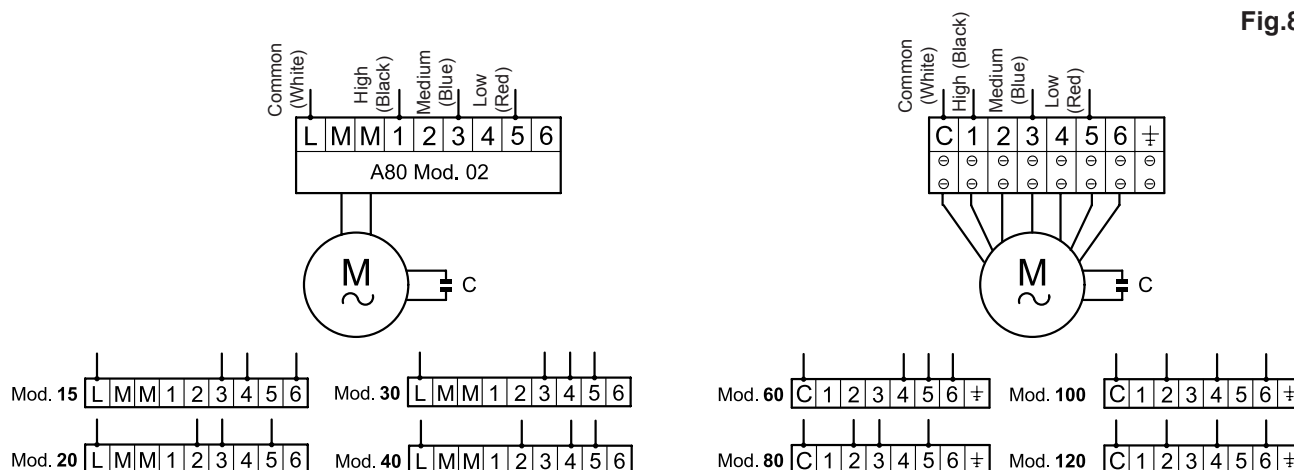 Fig.8
Common
(White)
High
(Black)
Medium
(Blue)
Low
(Red)
L M M 1 2 3 4 5 6
A80 Mod. 02
M
C
Common
(White)
High (Black)
Medium
(Blue)
Low
(Red)
C 1 2 3 4 5 6
M
C
Mod. 15 L M M 1 2 3 4 5 6
Mod. 30 L M M 1 2 3 4 5 6
Mod. 60 C 1 2 3 4 5 6
Mod. 100 C 1 2 3 4 5 6
Mod. 20 L M M 1 2 3 4 5 6
Mod. 40 L M M 1 2 3 4 5 6
Mod. 80 C 1 2 3 4 5 6
Mod. 120 C 1 2 3 4 5 6